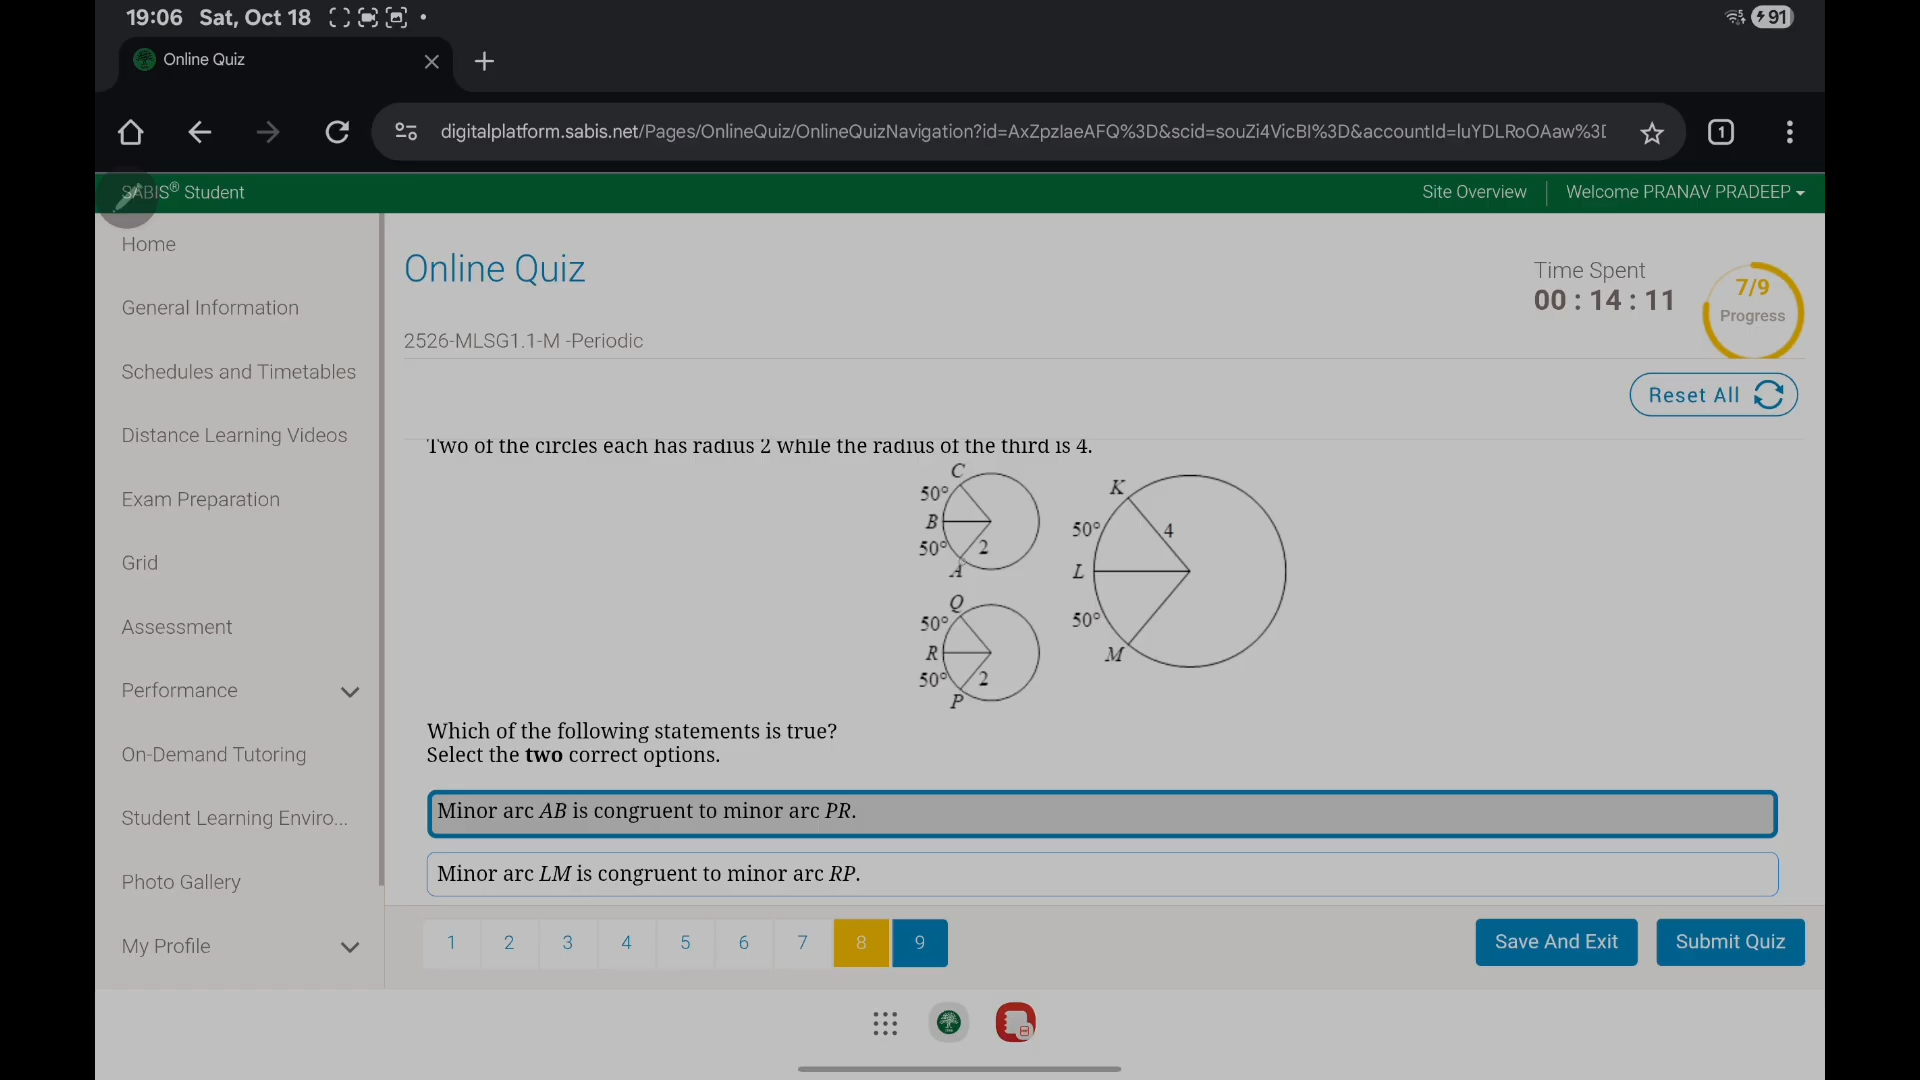 19:06 Sat, Oct 18
91
Online Quiz
digitalplatform.sabis.net/Pages/OnlineQuiz/OnlineQuizNavigation?id=AxZpzIaeAFQ%3D&scid=souZi4VicBI%3D&accountId=luYDLRoOAaw%3D
1
SABIS® Student
Site Overview
Welcome PRANAV PRADEEP
Home
General Information
Schedules and Timetables
Distance Learning Videos
Exam Preparation
Grid
Assessment
Performance
On-Demand Tutoring
Student Learning Enviro...
Photo Gallery
My Profile
Online Quiz
Time Spent
00 : 14 : 11
7/9
Progress
2526-MLSG1.1-M -Periodic
Reset All
Two of the circles each has radius 2 while the radius of the third is 4.
C
50°
B
50°
2
A
Q
50°
R
50°
2
P
K
50°
4
L
50°
M
Which of the following statements is true?
Select the two correct options.
Minor arc AB is congruent to minor arc PR.
Minor arc LM is congruent to minor arc RP.
1 2 3 4 5 6 7 8 9
Save And Exit
Submit Quiz